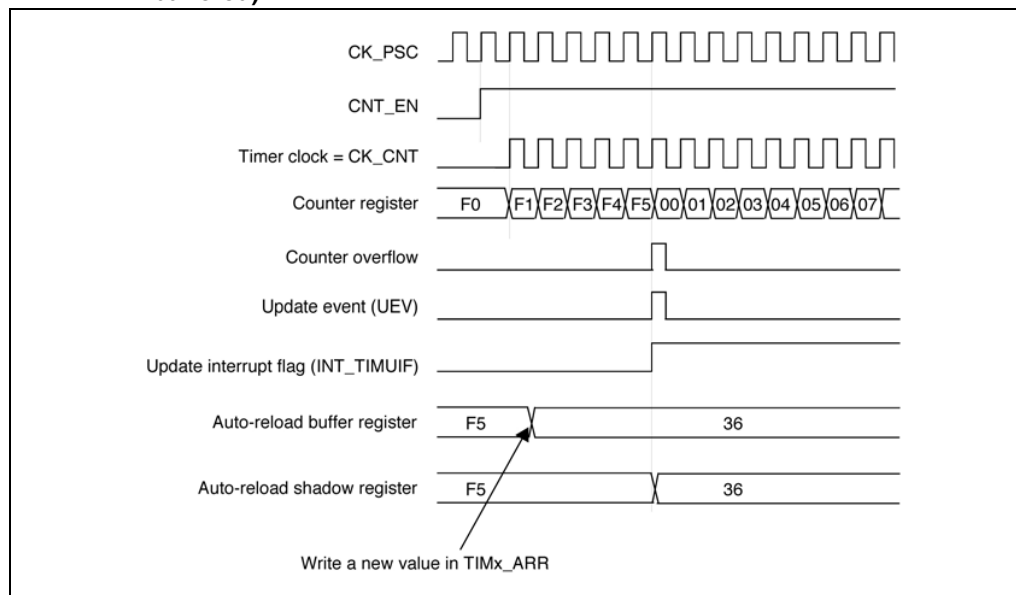 CK_PSC
CNT_EN
Timer clock = CK_CNT
Counter register F0 F1 F2 F3 F4 F5 00 01 02 03 04 05 06 07
Counter overflow
Update event (UEV)
Update interrupt flag (INT_TIMUIF)
Auto-reload buffer register F5 36
Auto-reload shadow register F5 36
Write a new value in TIMx_ARR